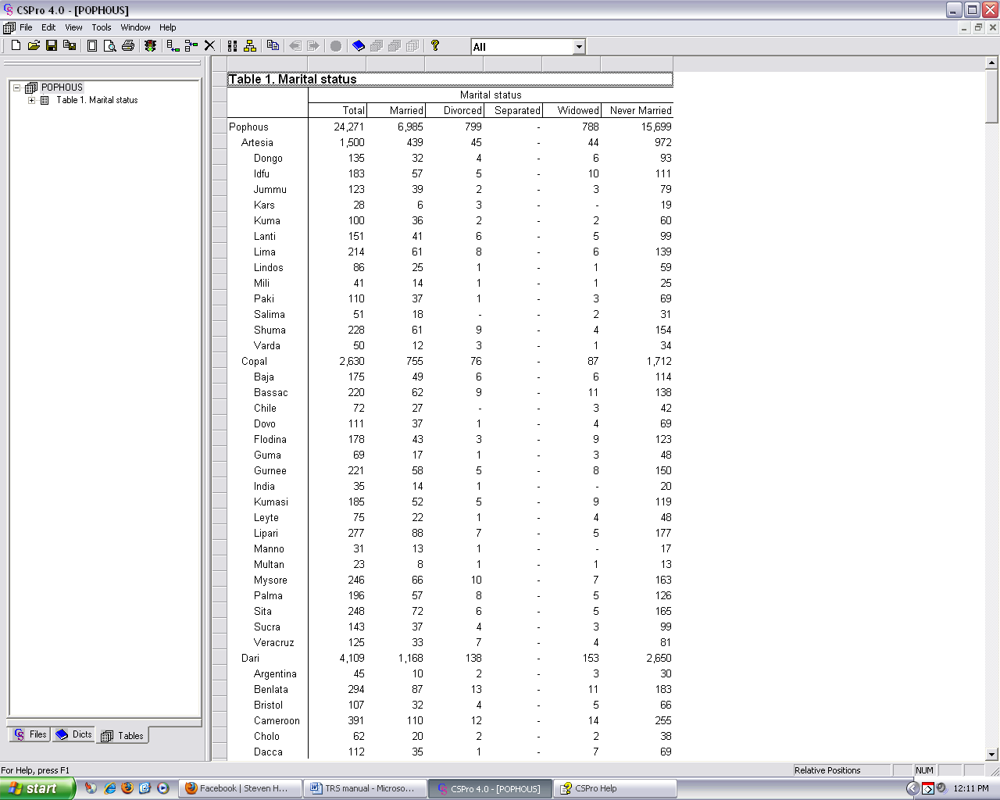 CSPro 4.0 - [POPHOUS]
File Edit View Tools Window Help
All
POPHOUS
Table 1. Marital status
Table 1. Marital status
Marital status
Total Married Divorced Separated Widowed Never Married
Pophous 24,271 6,985 799 - 788 15,699
Artesia 1,500 439 45 - 44 972
Dongo 135 32 4 - 6 93
Idfu 183 57 5 - 10 111
Jummu 123 39 2 - 3 79
Kars 28 6 3 - - 19
Kuma 100 36 2 - 2 60
Lanti 151 41 6 - 5 99
Lima 214 61 8 - 6 139
Lindos 86 25 1 - 1 59
Mili 41 14 1 - 1 25
Paki 110 37 1 - 3 69
Salima 51 18 - - 2 31
Shuma 228 61 9 - 4 154
Varda 50 12 3 - 1 34
Copal 2,630 755 76 - 87 1,712
Baja 175 49 6 - 6 114
Bassac 220 62 9 - 11 138
Chile 72 27 - - 3 42
Dovo 111 37 1 - 4 69
Flodina 178 43 3 - 9 123
Guma 69 17 1 - 3 48
Gurnee 221 58 5 - 8 150
India 35 14 1 - - 20
Kumasi 185 52 5 - 9 119
Leyte 75 22 1 - 4 48
Lipari 277 88 7 - 5 177
Manno 31 13 1 - - 17
Multan 23 8 1 - 1 13
Mysore 246 66 10 - 7 163
Palma 196 57 8 - 5 126
Sita 248 72 6 - 5 165
Sucra 143 37 4 - 3 99
Veracruz 125 33 7 - 4 81
Dari 4,109 1,168 138 - 153 2,650
Argentina 45 10 2 - 3 30
Benlata 294 87 13 - 11 183
Bristol 107 32 4 - 5 66
Cameroon 391 110 12 - 14 255
Cholo 62 20 2 - 2 38
Dacca 112 35 1 - 7 69
Files Dicts Tables
For Help, press F1 Relative Positions NUM
start Facebook | Steven H... TRS manual - Microso... CSPro 4.0 - [POPHOUS] CSPro Help 12:11 PM